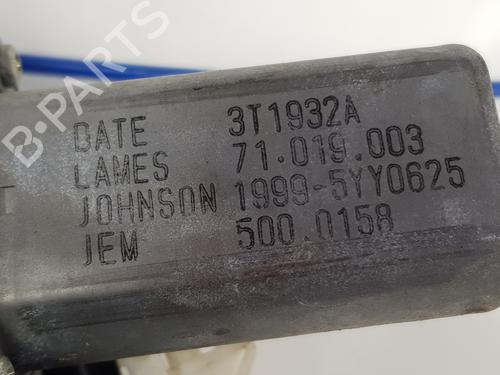 BATE 3T1932A
LAMES 71.019.003
JOHNSON 1999-5YY0625
JEM 500.0158
B-PARTS